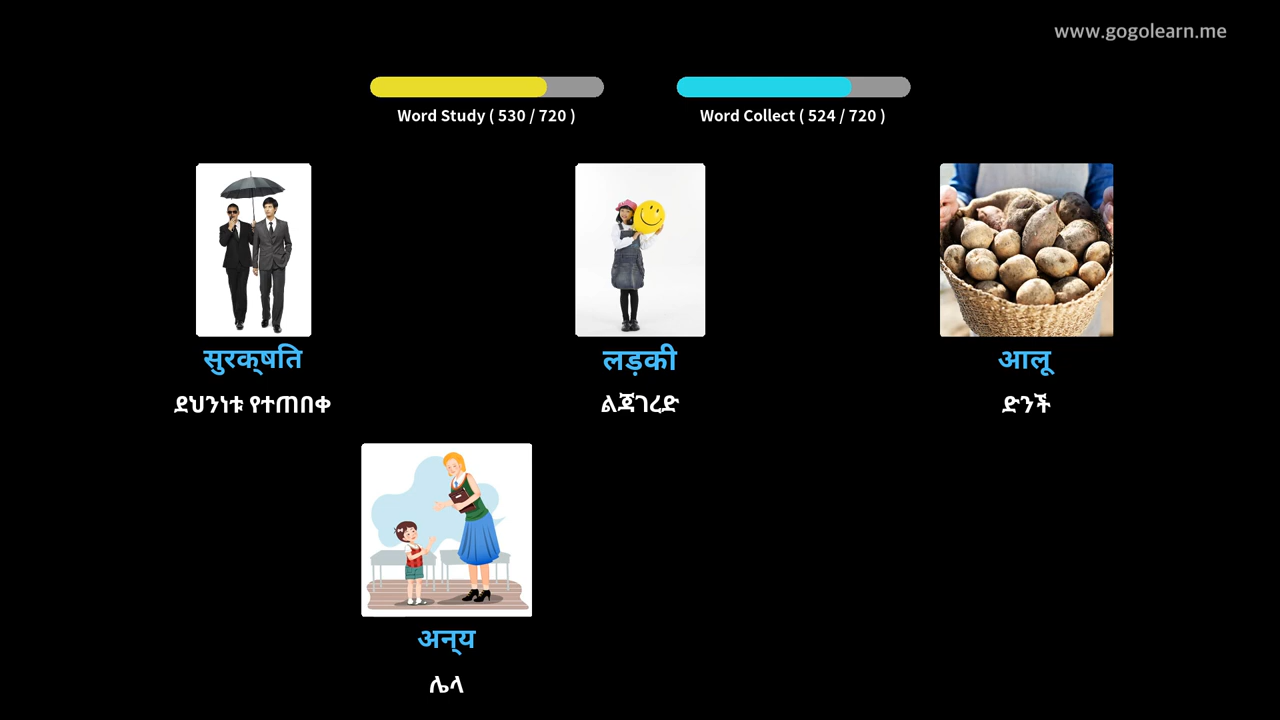 www.gogolearn.me
Word Study ( 530 / 720 )
Word Collect ( 524 / 720 )
सुरक्‌षति
लड़की
आलू
ደህንነቱ የተጠበቀ
ልጃገረድ
ድንች
अन्‌य
ሌላ